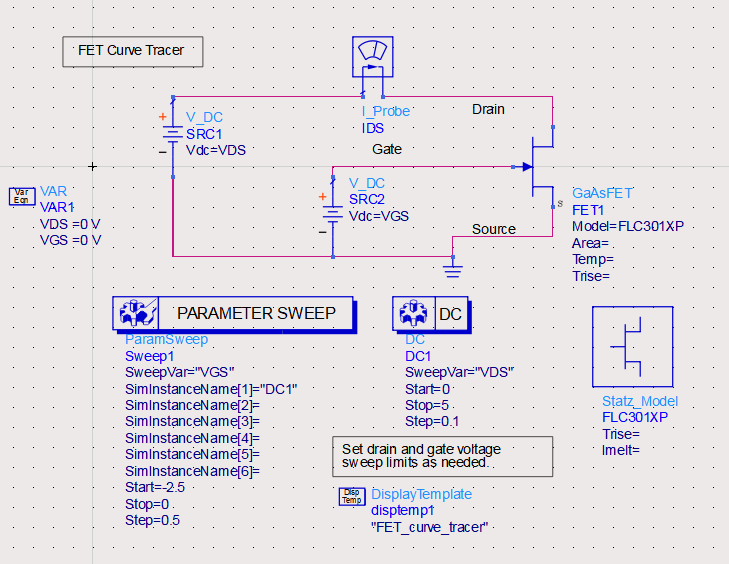 FET Curve Tracer
I_Probe
IDS
Drain
+
V_DC
SRC1
Vdc=VDS
–
Gate
+
V_DC
SRC2
Vdc=VGS
–
Var
Eqn
VAR
VAR1
VDS =0 V
VGS =0 V
S
GaAsFET
FET1
Model=FLC301XP
Area=
Temp=
Trise=
Source
PARAMETER SWEEP
ParamSweep
Sweep1
SweepVar="VGS"
SimInstanceName[1]="DC1"
SimInstanceName[2]=
SimInstanceName[3]=
SimInstanceName[4]=
SimInstanceName[5]=
SimInstanceName[6]=
Start=-2.5
Stop=0
Step=0.5
DC
DC
DC1
SweepVar="VDS"
Start=0
Stop=5
Step=0.1
Statz_Model
FLC301XP
Trise=
Imelt=
Set drain and gate voltage
sweep limits as needed.
Disp
Temp
DisplayTemplate
disptemp1
"FET_curve_tracer"